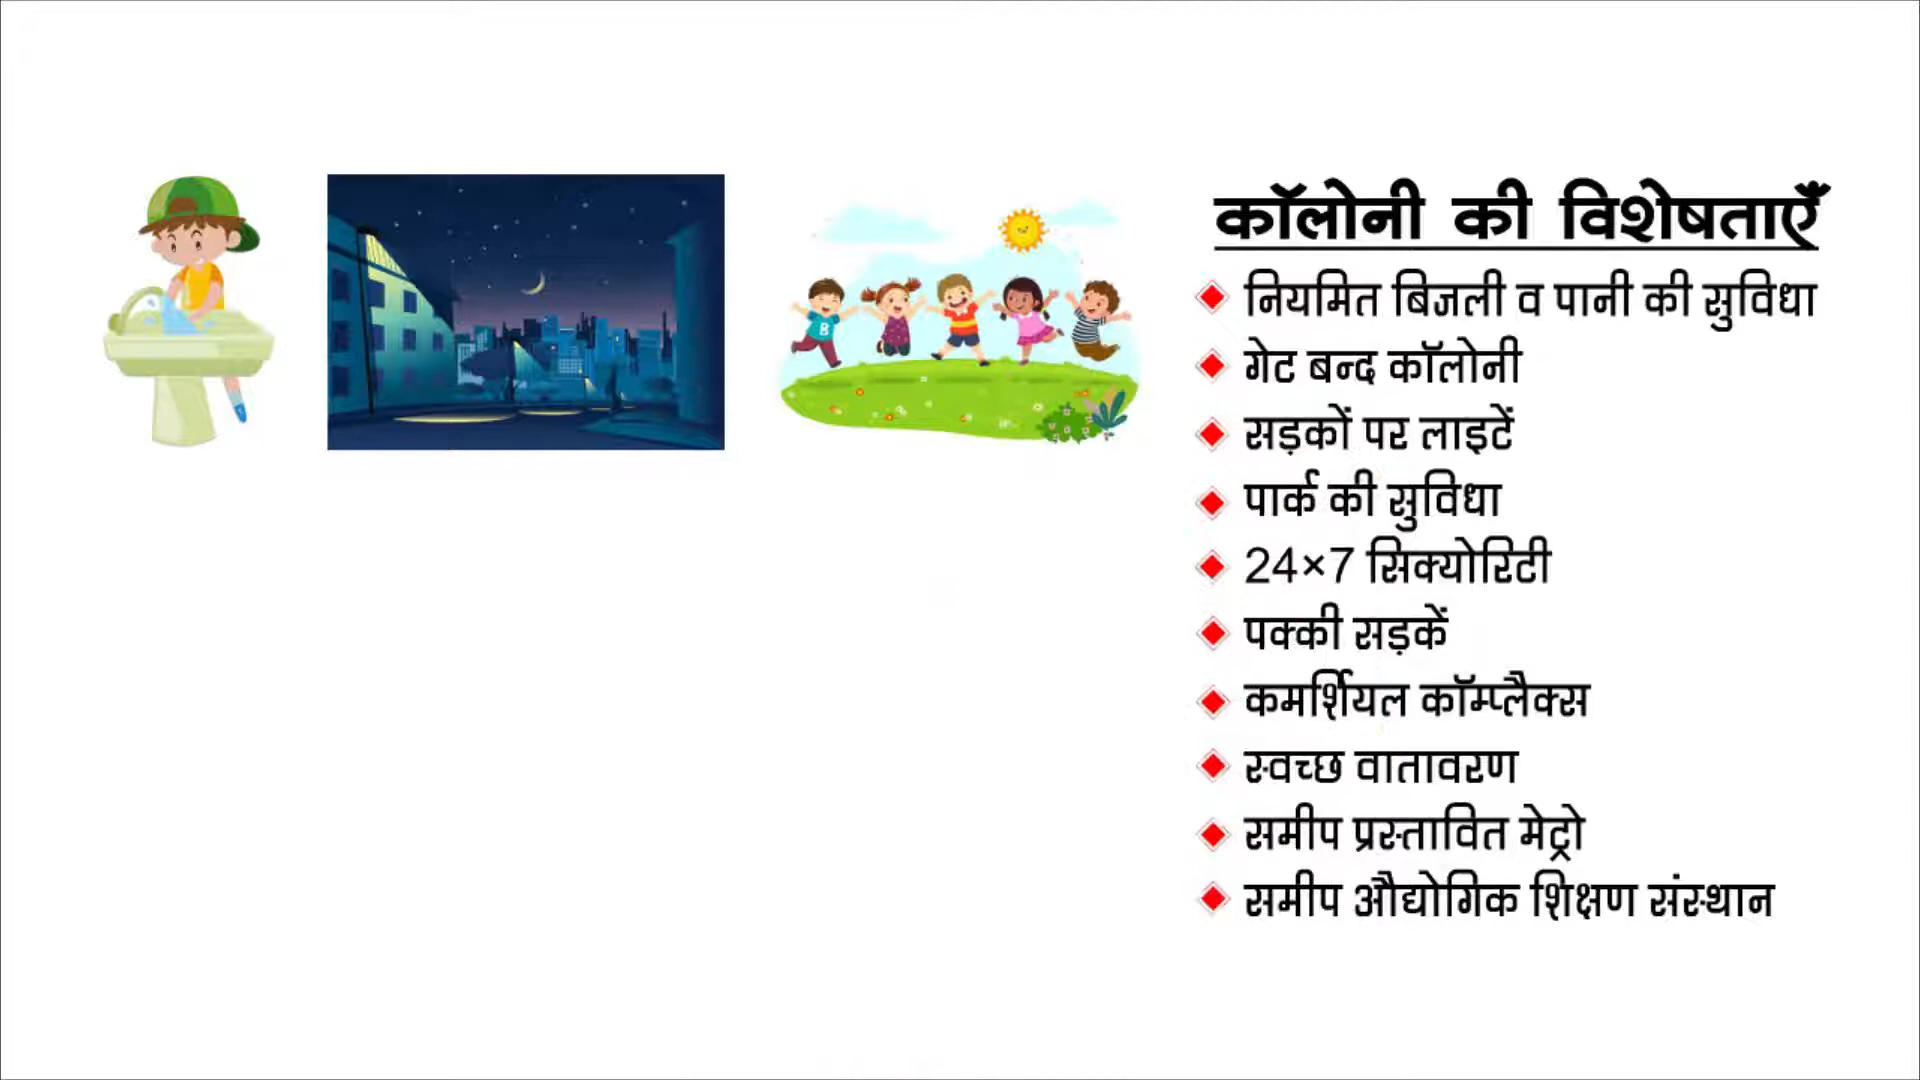 कॉलोनी की विशेषताएँ
नियमित बिजली व पानी की सुविधा
गेट बन्द कॉलोनी
सड़कों पर लाइटें
पार्क की सुविधा
24×7 सिक्योरिटी
पक्की सड़कें
कमर्शियल कॉम्प्लैक्स
स्वच्छ वातावरण
समीप प्रस्तावित मेट्रो
समीप औद्योगिक शिक्षण संस्थान
B